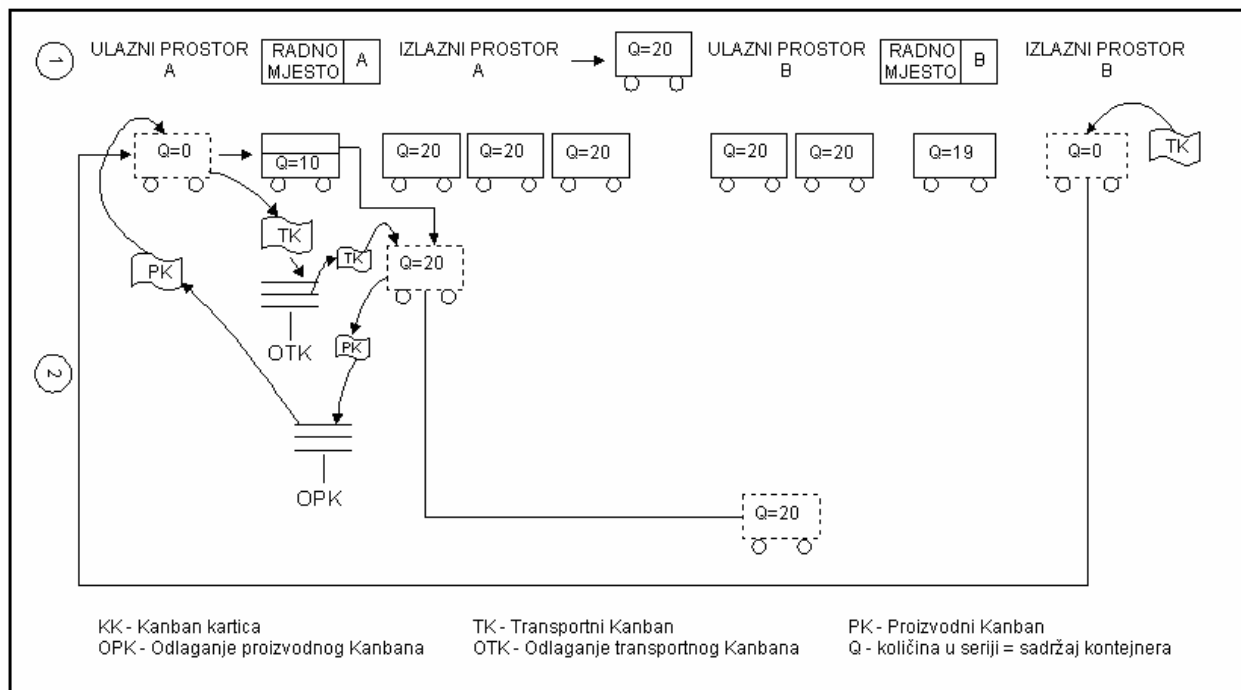 1
ULAZNI PROSTOR
A
RADNO
MJESTO
A
IZLAZNI PROSTOR
A
Q=20
ULAZNI PROSTOR
B
RADNO
MJESTO
B
IZLAZNI PROSTOR
B
Q=0
Q=10
Q=20
Q=20
Q=20
Q=20
Q=20
Q=19
Q=0
TK
TK
TK
Q=20
PK
OTK
PK
2
OPK
Q=20
KK - Kanban kartica
TK - Transportni Kanban
PK - Proizvodni Kanban
OPK - Odlaganje proizvodnog Kanbana
OTK - Odlaganje transportnog Kanbana
Q - količina u seriji = sadržaj kontejnera